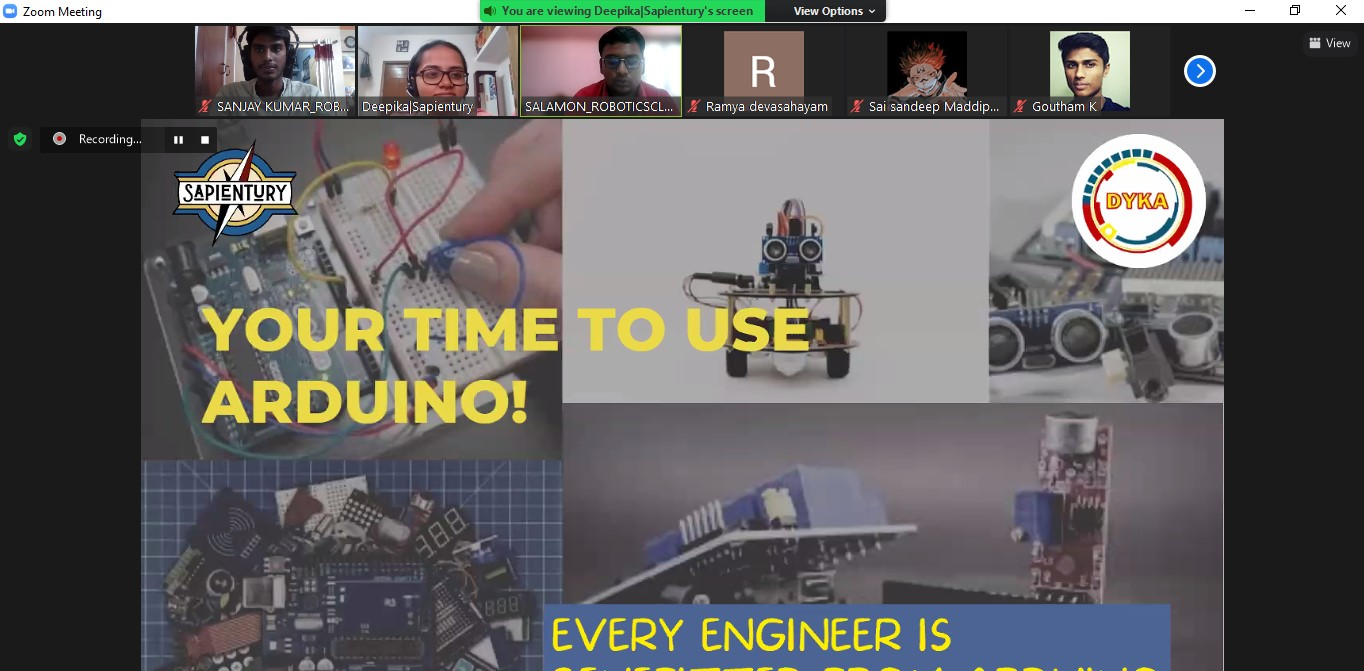 Zoom Meeting
You are viewing Deepika|Sapientury's screen
View Options
View
SANJAY KUMAR_ROB...
Deepika|Sapientury
SALAMON_ROBOTICSCL...
R
Ramya devasahayam
Sai sandeep Maddip...
Goutham K
Recording...
SAPIENTURY
DYKA
YOUR TIME TO USE
ARDUINO!
EVERY ENGINEER IS